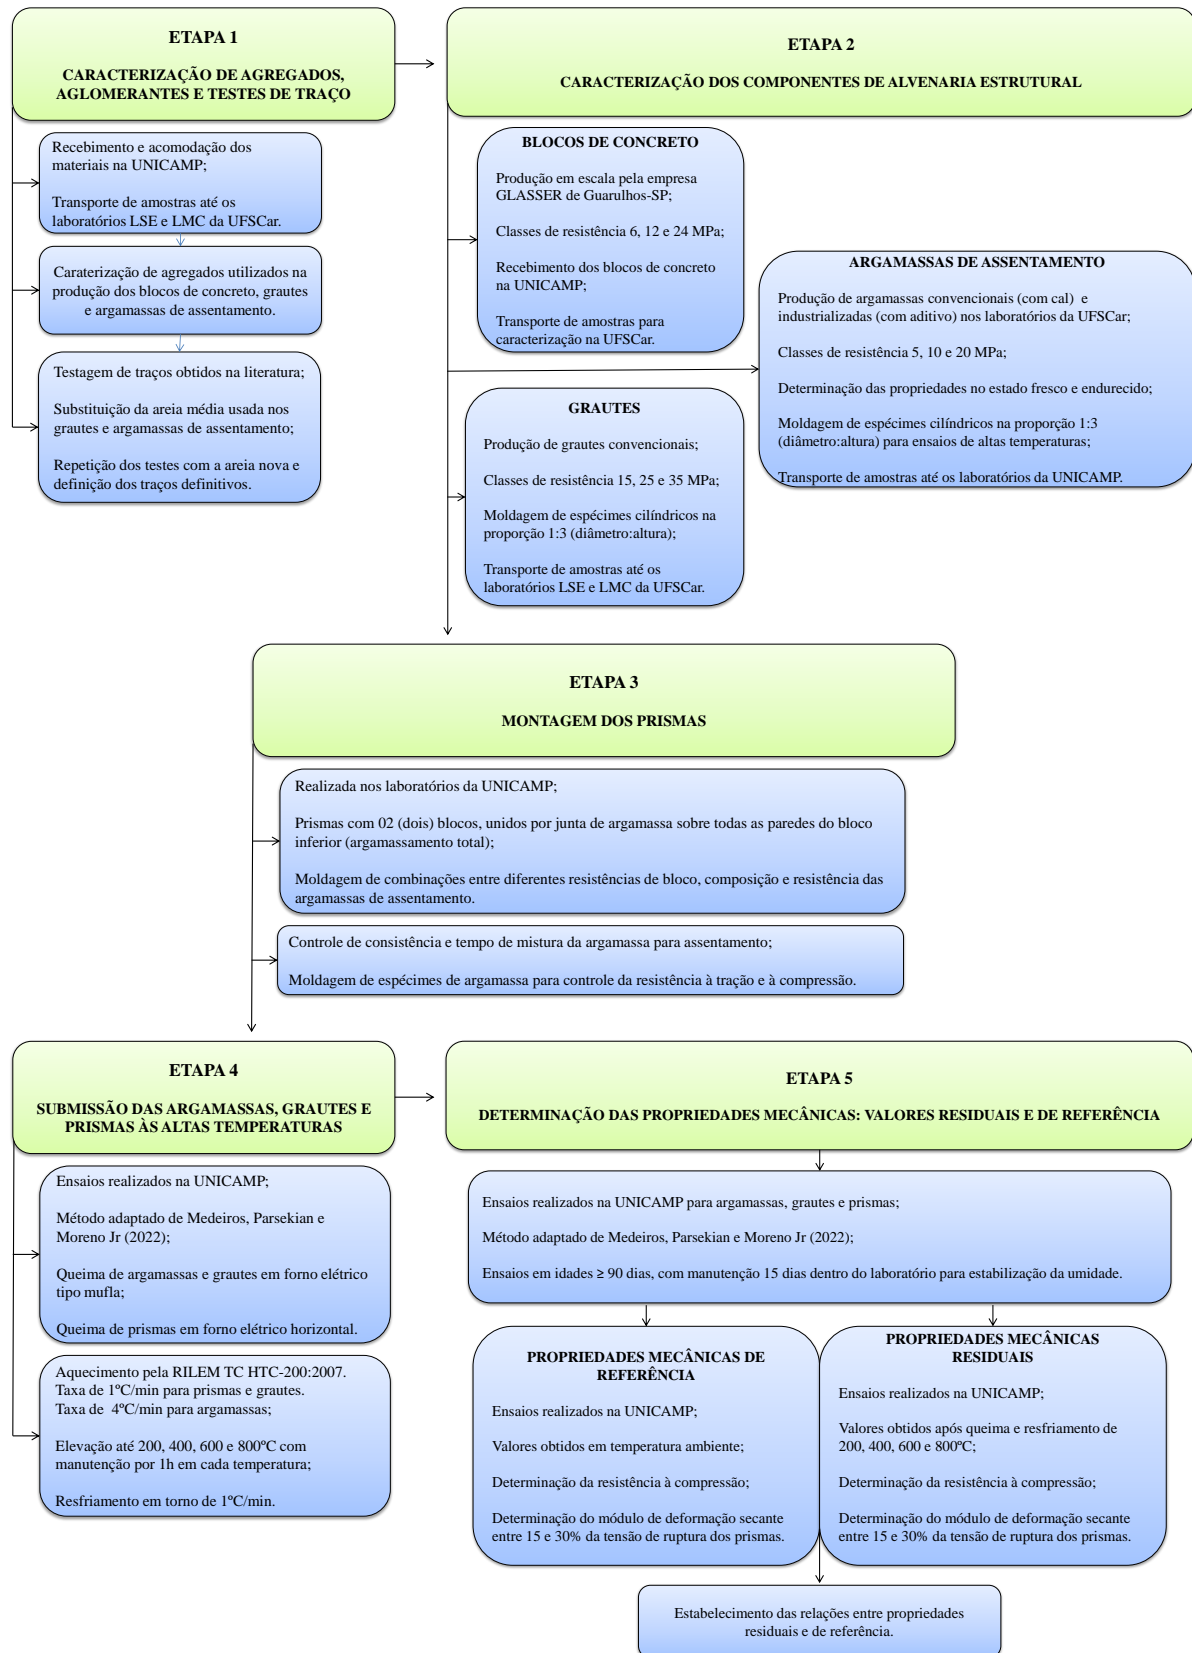 ETAPA 1
CARACTERIZAÇÃO DE AGREGADOS,
AGLOMERANTES E TESTES DE TRAÇO
Recebimento e acomodação dos
materiais na UNICAMP;
Transporte de amostras até os
laboratórios LSE e LMC da UFSCar.
Caraterização de agregados utilizados na
produção dos blocos de concreto, grautes
e argamassas de assentamento.
Testagem de traços obtidos na literatura;
Substituição da areia média usada nos
grautes e argamassas de assentamento;
Repetição dos testes com a areia nova e
definição dos traços definitivos.
ETAPA 2
CARACTERIZAÇÃO DOS COMPONENTES DE ALVENARIA ESTRUTURAL
BLOCOS DE CONCRETO
Produção em escala pela empresa
GLASSER de Guarulhos-SP;
Classes de resistência 6, 12 e 24 MPa;
Recebimento dos blocos de concreto
na UNICAMP;
Transporte de amostras para
caracterização na UFSCar.
ARGAMASSAS DE ASSENTAMENTO
Produção de argamassas convencionais (com cal) e
industrializadas (com aditivo) nos laboratórios da UFSCar;
Classes de resistência 5, 10 e 20 MPa;
Determinação das propriedades no estado fresco e endurecido;
Moldagem de espécimes cilíndricos na proporção 1:3
(diâmetro:altura) para ensaios de altas temperaturas;
Transporte de amostras até os laboratórios da UNICAMP.
GRAUTES
Produção de grautes convencionais;
Classes de resistência 15, 25 e 35 MPa;
Moldagem de espécimes cilíndricos na
proporção 1:3 (diâmetro:altura);
Transporte de amostras até os
laboratórios LSE e LMC da UFSCar.
ETAPA 3
MONTAGEM DOS PRISMAS
Realizada nos laboratórios da UNICAMP;
Prismas com 02 (dois) blocos, unidos por junta de argamassa sobre todas as paredes do bloco
inferior (argamassamento total);
Moldagem de combinações entre diferentes resistências de bloco, composição e resistência das
argamassas de assentamento.
Controle de consistência e tempo de mistura da argamassa para assentamento;
Moldagem de espécimes de argamassa para controle da resistência à tração e à compressão.
ETAPA 4
SUBMISSÃO DAS ARGAMASSAS, GRAUTES E
PRISMAS ÀS ALTAS TEMPERATURAS
Ensaios realizados na UNICAMP;
Método adaptado de Medeiros, Parsekian e
Moreno Jr (2022);
Queima de argamassas e grautes em forno elétrico
tipo mufla;
Queima de prismas em forno elétrico horizontal.
Aquecimento pela RILEM TC HTC-200:2007.
Taxa de 1ºC/min para prismas e grautes.
Taxa de 4ºC/min para argamassas;
Elevação até 200, 400, 600 e 800ºC com
manutenção por 1h em cada temperatura;
Resfriamento em torno de 1ºC/min.
ETAPA 5
DETERMINAÇÃO DAS PROPRIEDADES MECÂNICAS: VALORES RESIDUAIS E DE REFERÊNCIA
Ensaios realizados na UNICAMP para argamassas, grautes e prismas;
Método adaptado de Medeiros, Parsekian e Moreno Jr (2022);
Ensaios em idades ≥ 90 dias, com manutenção 15 dias dentro do laboratório para estabilização da umidade.
PROPRIEDADES MECÂNICAS DE
REFERÊNCIA
Ensaios realizados na UNICAMP;
Valores obtidos em temperatura ambiente;
Determinação da resistência à compressão;
Determinação do módulo de deformação secante
entre 15 e 30% da tensão de ruptura dos prismas.
PROPRIEDADES MECÂNICAS
RESIDUAIS
Ensaios realizados na UNICAMP;
Valores obtidos após queima e resfriamento de
200, 400, 600 e 800ºC;
Determinação da resistência à compressão;
Determinação do módulo de deformação secante
entre 15 e 30% da tensão de ruptura dos prismas.
Estabelecimento das relações entre propriedades
residuais e de referência.